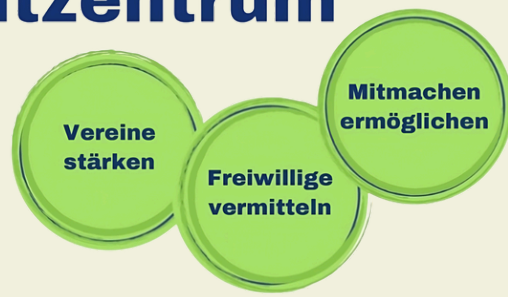 Vereine
stärken
Freiwillige
vermitteln
Mitmachen
ermöglichen